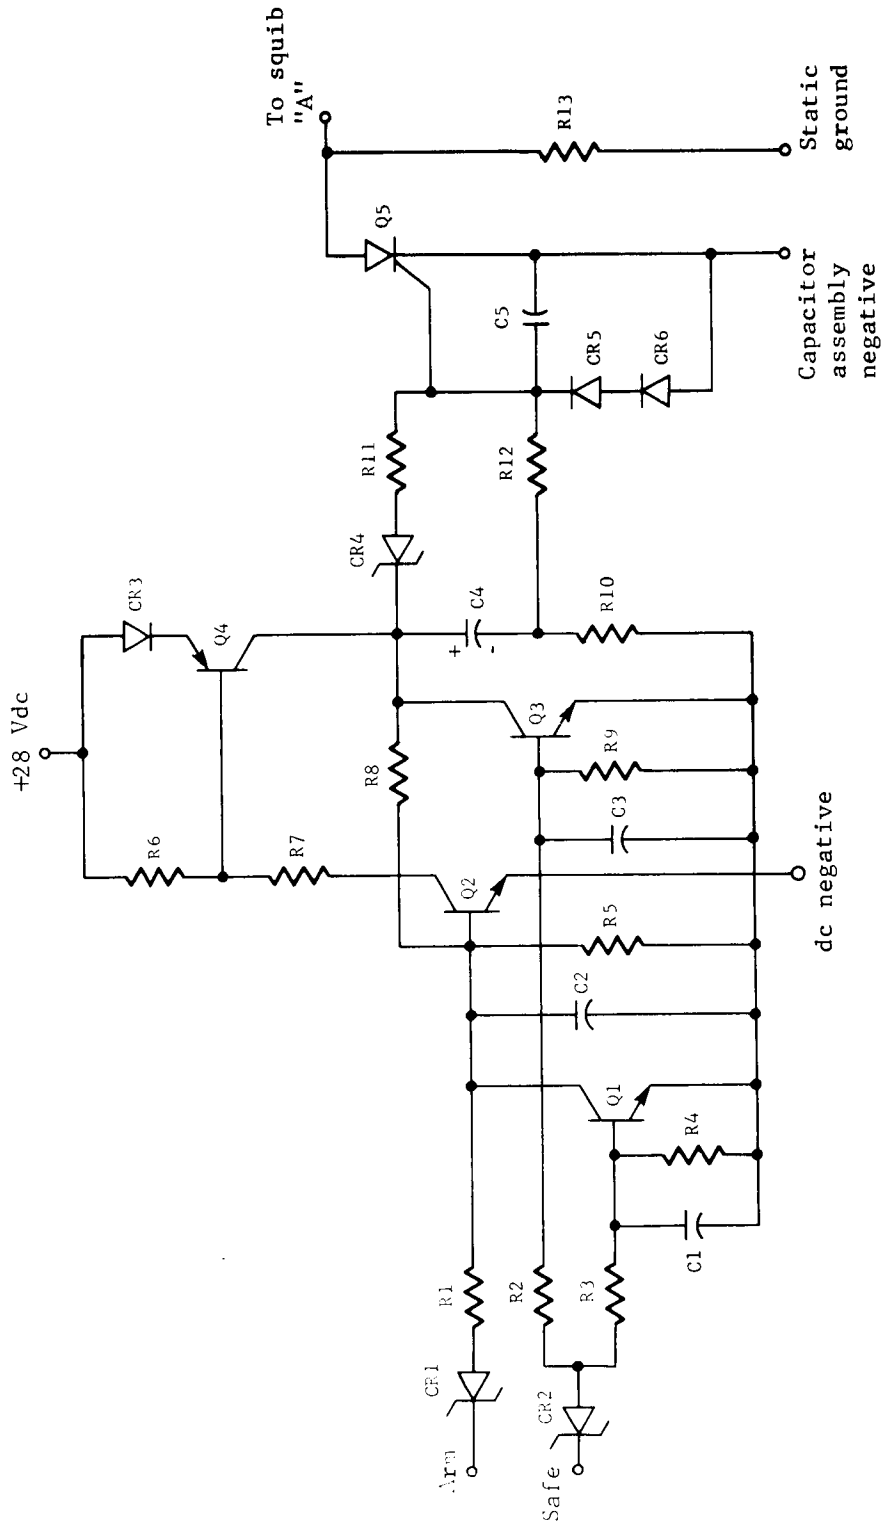 +28 Vdc
To squib
"A"
CR3
Q4
R6
R7
R8
CR4
R11
Q5
R13
C4
+
-
R12
C5
CR5
CR6
R10
Q3
R9
C3
Q2
R5
C2
Q1
R4
C1
R1
R2
R3
CR1
CR2
Arm
Safe
dc negative
Capacitor
assembly
negative
Static
ground